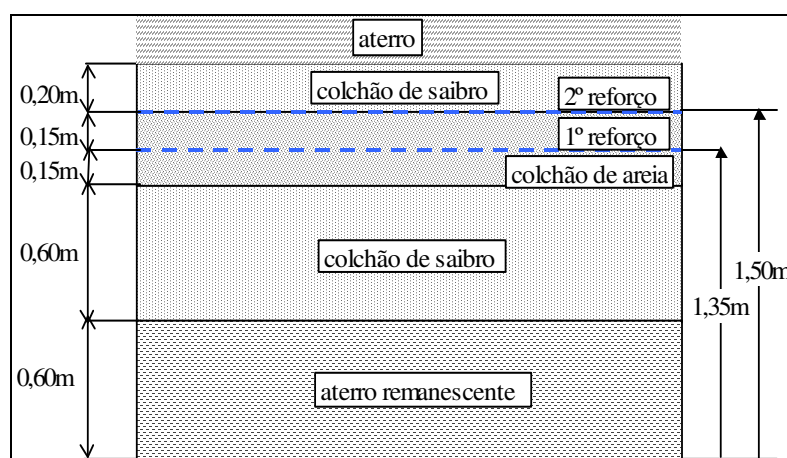 aterro
0,20m
colchão de saibro
2º reforço
0,15m
1º reforço
0,15m
colchão de areia
0,60m
colchão de saibro
1,50m
1,35m
0,60m
aterro remanescente